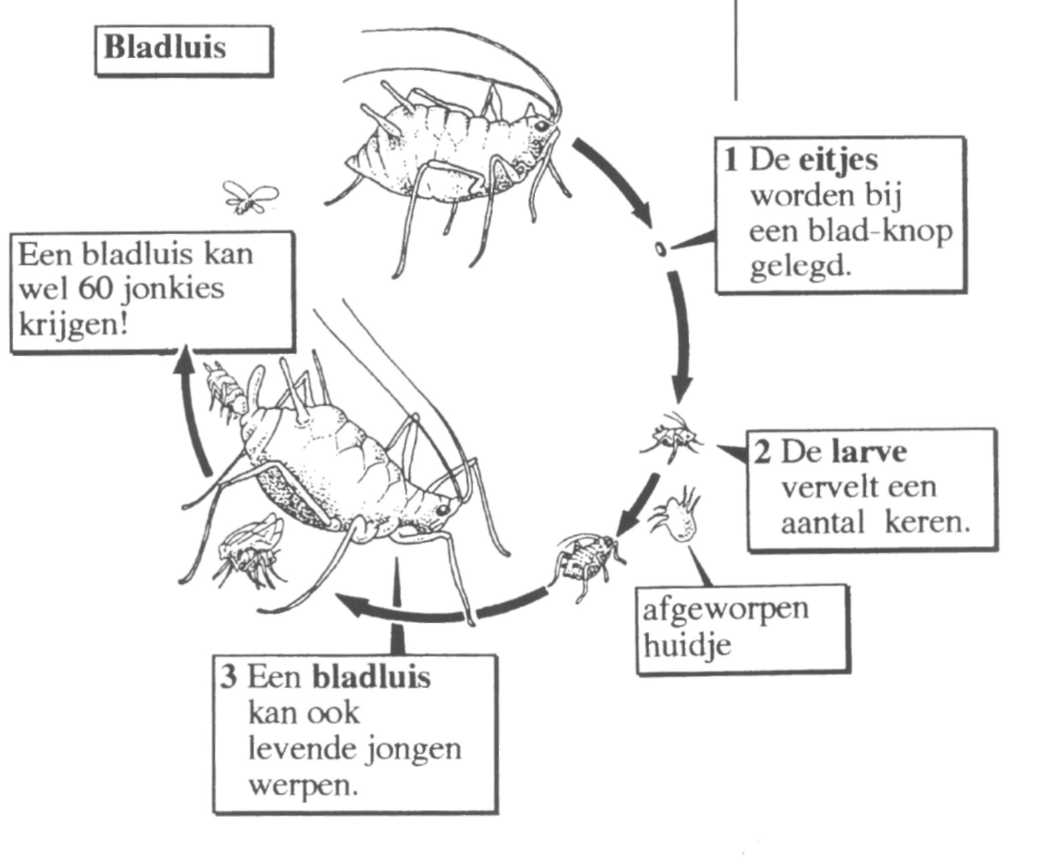 Bladluis
1 De eitjes
worden bij
een blad-knop
gelegd.
Een bladluis kan
wel 60 jonkies
krijgen!
2 De larve
vervelt een
aantal keren.
afgeworpen
huidje
3 Een bladluis
kan ook
levende jongen
werpen.